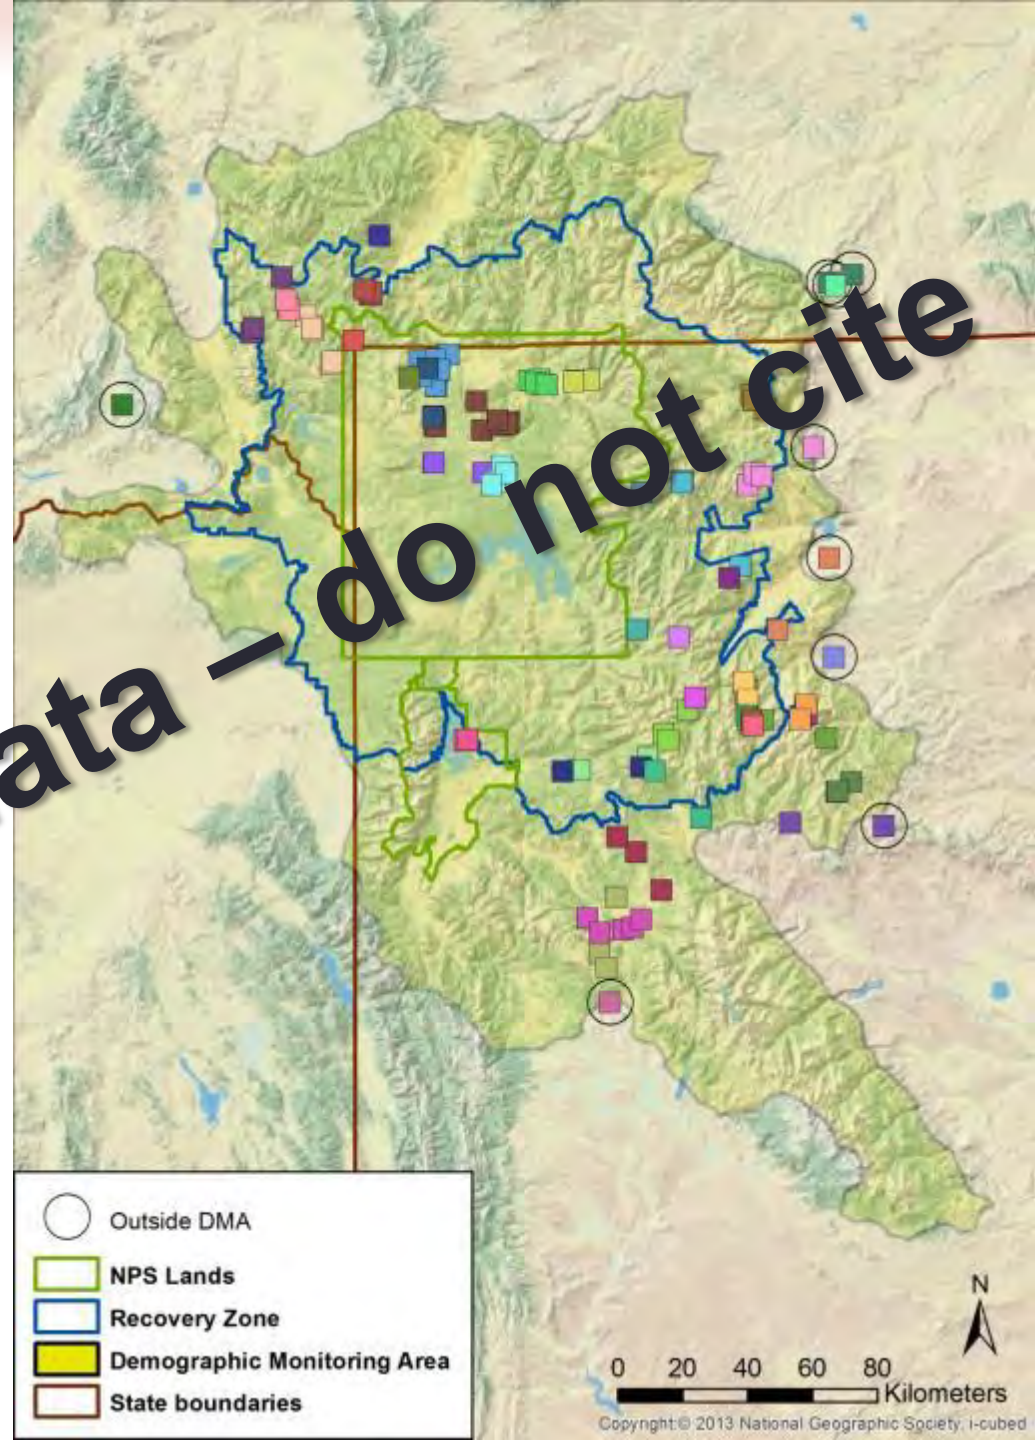 ata – do not cite
Outside DMA
NPS Lands
Recovery Zone
Demographic Monitoring Area
State boundaries
N
0 20 40 60 80
Kilometers
Copyright:© 2013 National Geographic Society, i-cubed